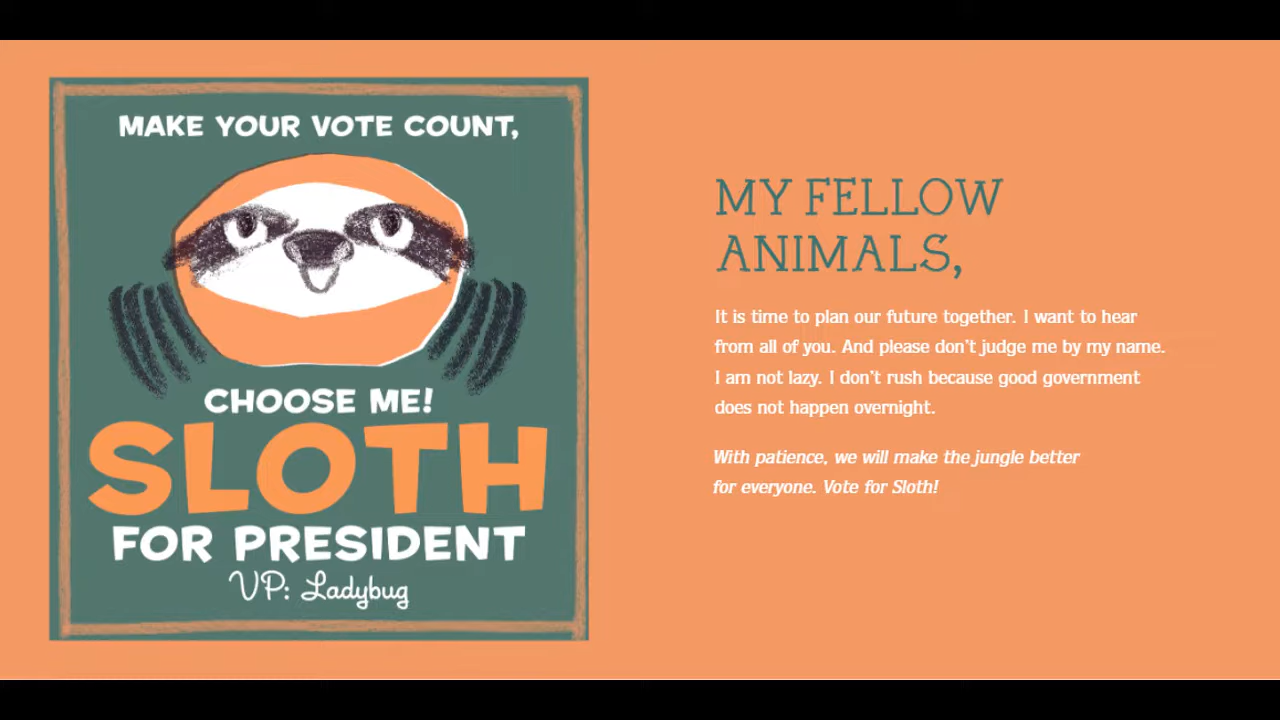 MAKE YOUR VOTE COUNT,
CHOOSE ME!
SLOTH
FOR PRESIDENT
VP: Ladybug
MY FELLOW
ANIMALS,
It is time to plan our future together. I want to hear
from all of you. And please don't judge me by my name.
I am not lazy. I don't rush because good government
does not happen overnight.
With patience, we will make the jungle better
for everyone. Vote for Sloth!